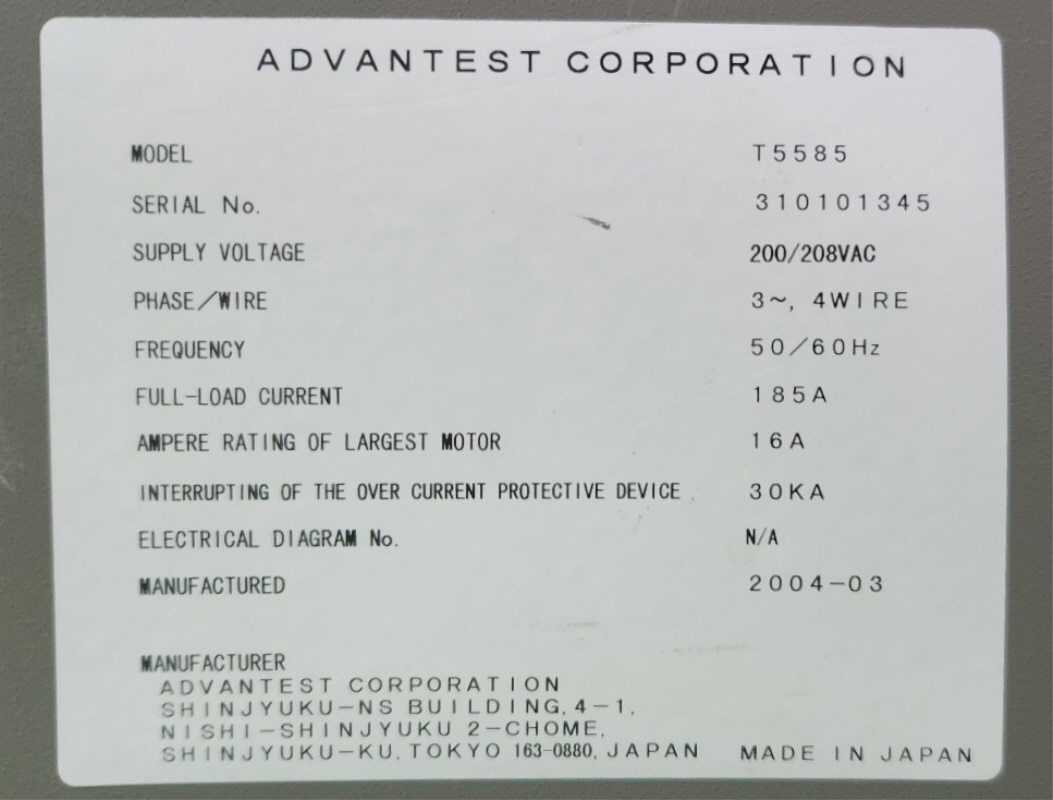 ADVANTEST CORPORATION
MODEL T5585
SERIAL No. 310101345
SUPPLY VOLTAGE 200/208VAC
PHASE/WIRE 3~, 4WIRE
FREQUENCY 50/60Hz
FULL-LOAD CURRENT 185A
AMPERE RATING OF LARGEST MOTOR 16A
INTERRUPTING OF THE OVER CURRENT PROTECTIVE DEVICE 30KA
ELECTRICAL DIAGRAM No. N/A
MANUFACTURED 2004-03
MANUFACTURER
ADVANTEST CORPORATION
SHINJYUKU-NS BUILDING, 4-1,
NISHI-SHINJYUKU 2-CHOME,
SHINJYUKU-KU, TOKYO 163-0880, JAPAN MADE IN JAPAN